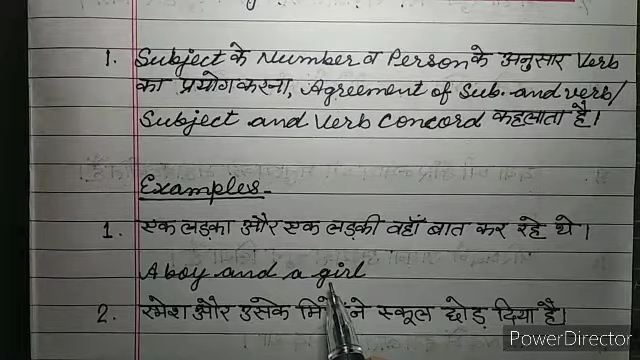 1. Subject के Number व Person के अनुसार Verb
का प्रयोग करना, Agreement of Sub. and verb/
Subject and Verb Concord कहलाता है।
Examples-
1. एक लड़का और एक लड़की वहाँ बात कर रहे थे।
A boy and a girl
2. रमेश और उसके मित्रों ने स्कूल छोड़ दिया है।
PowerDirector